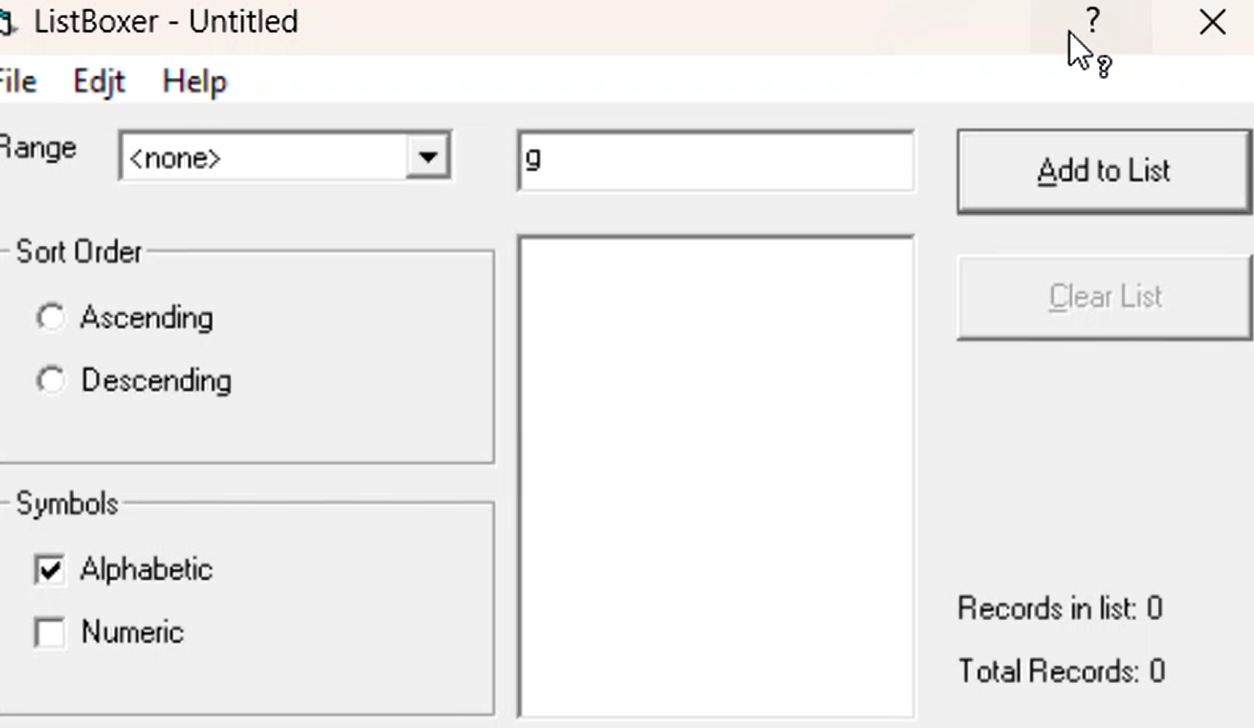 ListBoxer - Untitled ?
File Edjt Help
Range <none> g Add to List
Sort Order
Clear List
Ascending
Descending
Symbols
Alphabetic
Numeric
Records in list: 0
Total Records: 0